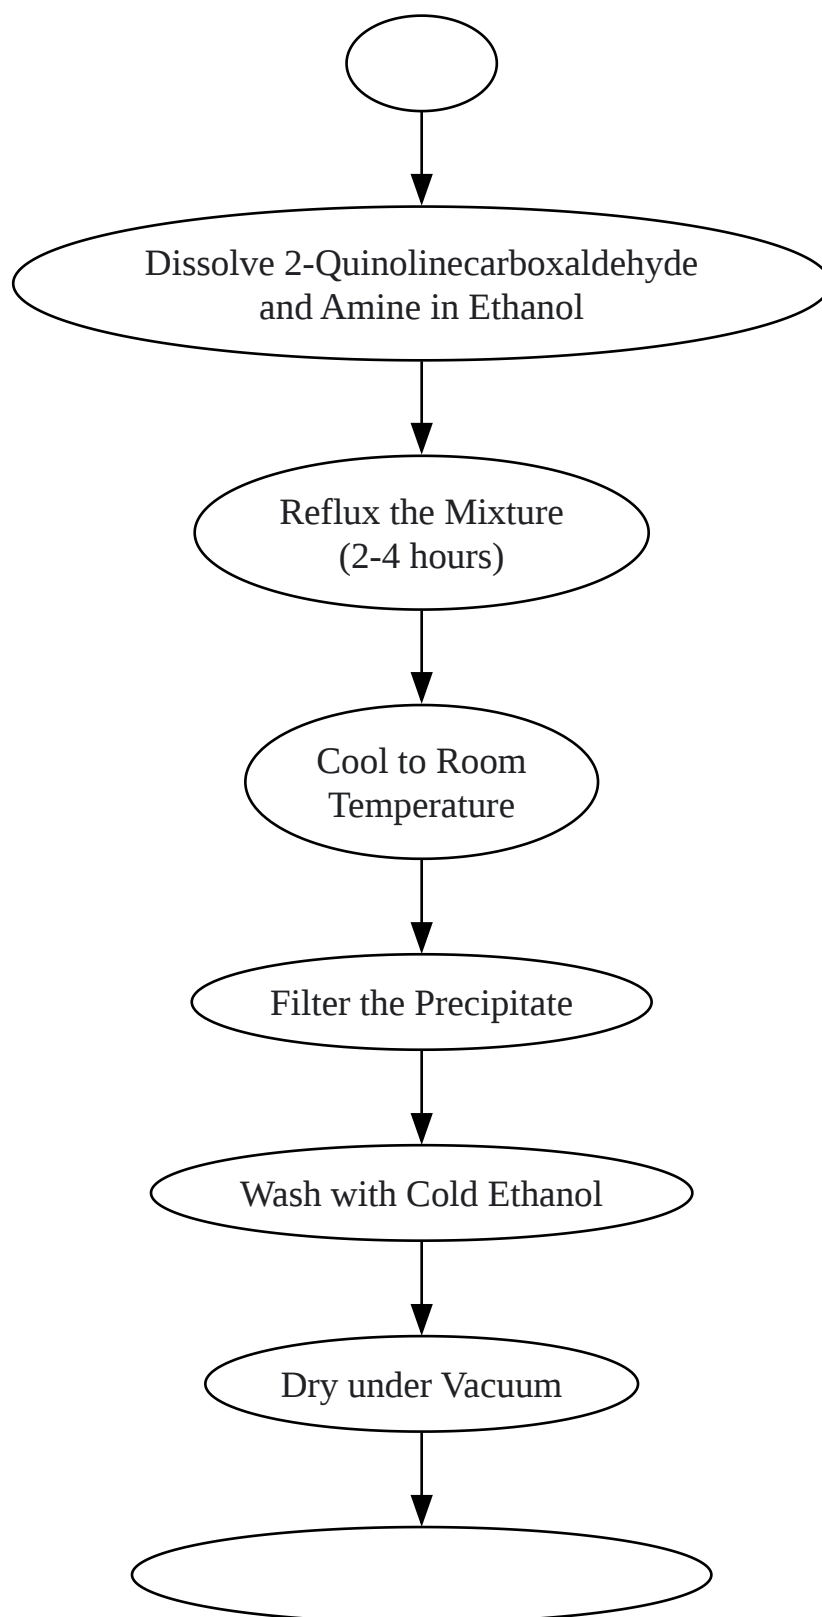 Dissolve 2-Quinolinecarboxaldehyde
and Amine in Ethanol
Reflux the Mixture
(2-4 hours)
Cool to Room
Temperature
Filter the Precipitate
Wash with Cold Ethanol
Dry under Vacuum